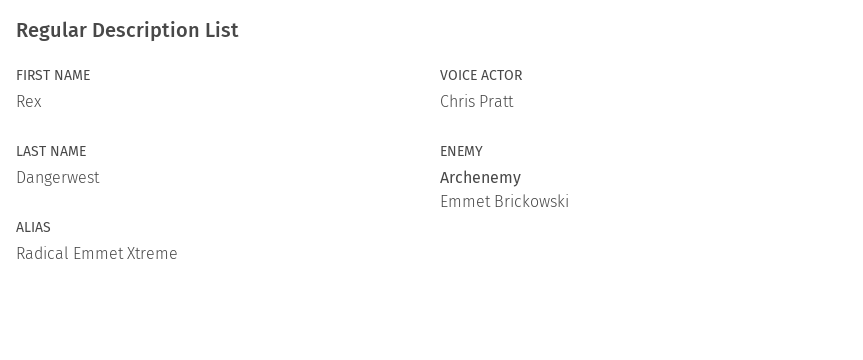 Regular Description List
FIRST NAME
Rex
LAST NAME
Dangerwest
ALIAS
Radical Emmet Xtreme
VOICE ACTOR
Chris Pratt
ENEMY
Archenemy
Emmet Brickowski